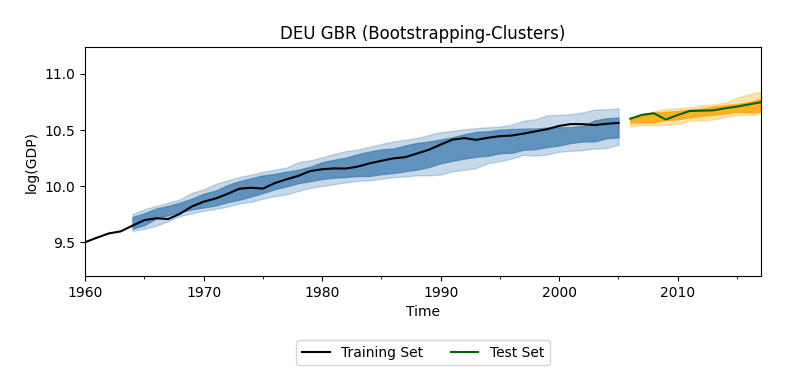 DEU GBR (Bootstrapping-Clusters)
log(GDP)
11.0
10.5
10.0
9.5
1960 1970 1980 1990 2000 2010
Time
Training Set Test Set